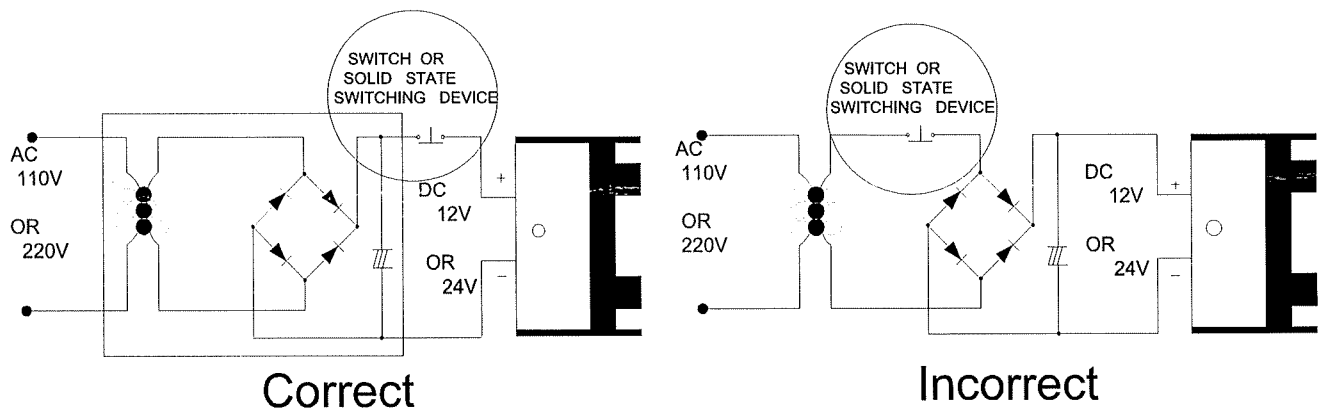 SWITCH OR
SOLID STATE
SWITCHING DEVICE
AC
110V
OR
220V
DC
12V
OR
24V
+
−
Correct
SWITCH OR
SOLID STATE
SWITCHING DEVICE
AC
110V
OR
220V
DC
12V
OR
24V
+
−
Incorrect